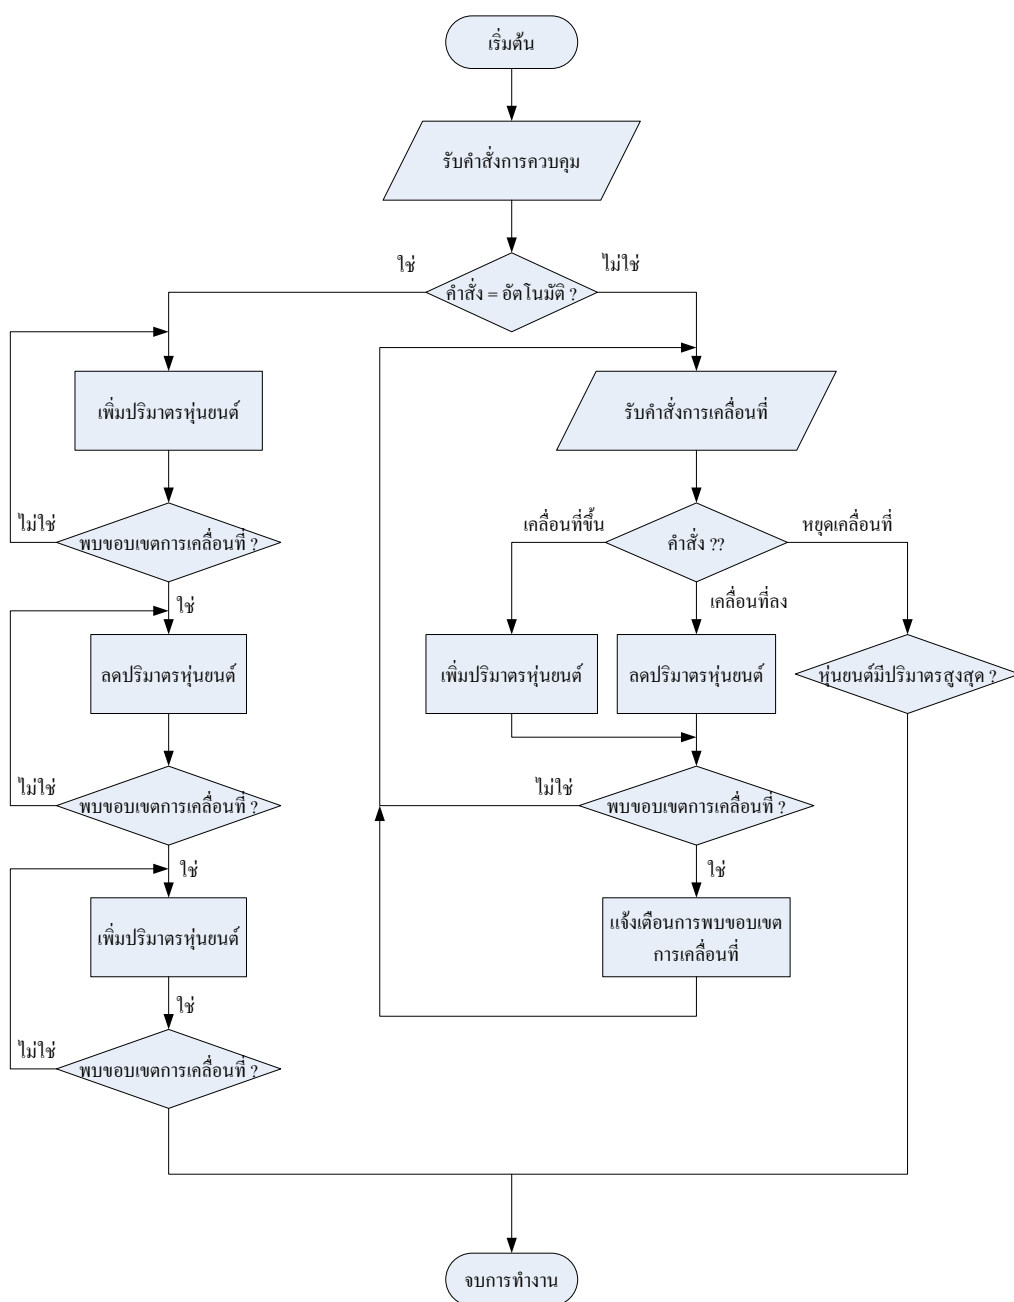 เริ่มต้น
รับคำสั่งการควบคุม
ใช่
ไม่ใช่
คำสั่ง = อัตโนมัติ ?
เพิ่มปริมาตรหุ่นยนต์
รับคำสั่งการเคลื่อนที่
ไม่ใช่
พบขอบเขตการเคลื่อนที่ ?
เคลื่อนที่ขึ้น
คำสั่ง ??
หยุดเคลื่อนที่
ใช่
เคลื่อนที่ลง
ลดปริมาตรหุ่นยนต์
เพิ่มปริมาตรหุ่นยนต์
ลดปริมาตรหุ่นยนต์
หุ่นยนต์มีปริมาตรสูงสุด ?
ไม่ใช่
พบขอบเขตการเคลื่อนที่ ?
ไม่ใช่
พบขอบเขตการเคลื่อนที่ ?
ใช่
ใช่
เพิ่มปริมาตรหุ่นยนต์
แจ้งเตือนการพบขอบเขต
การเคลื่อนที่
ใช่
ไม่ใช่
พบขอบเขตการเคลื่อนที่ ?
จบการทำงาน